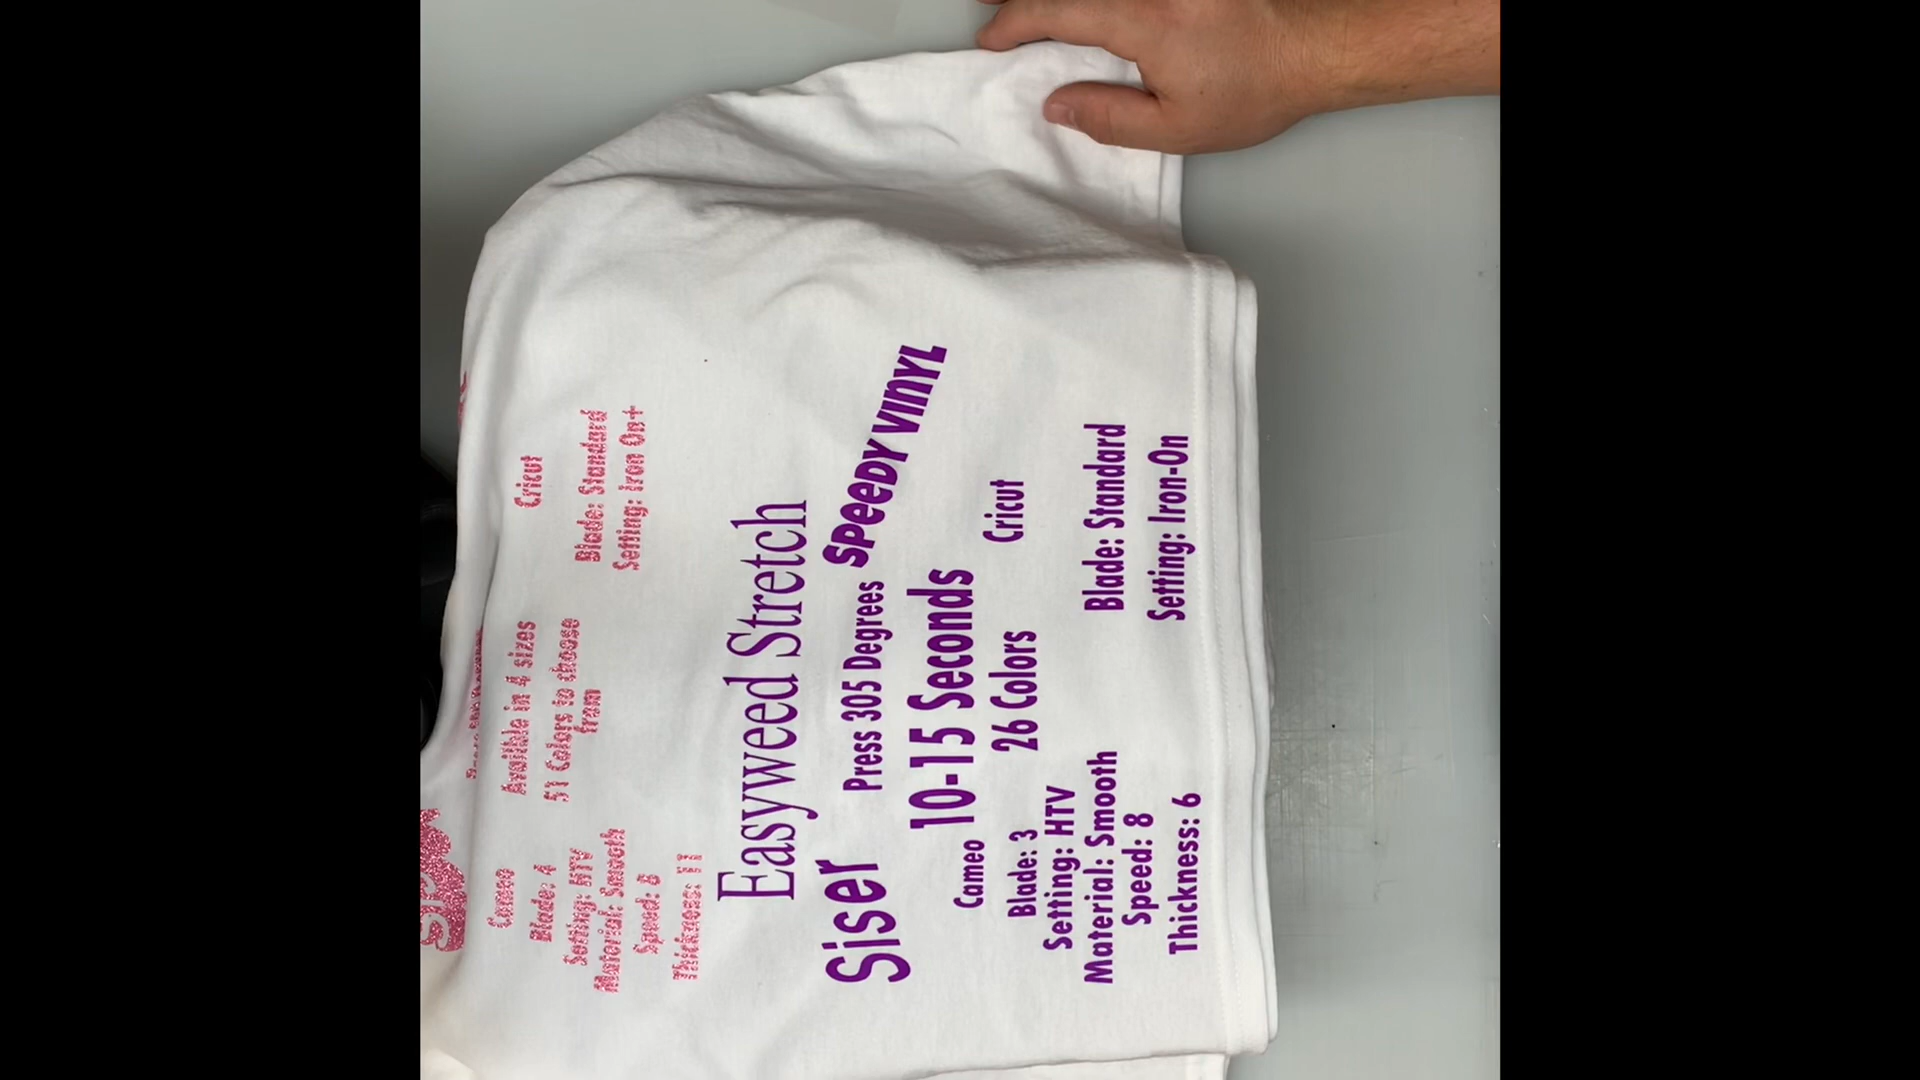 Availible in 4 sizes
51 Colors to choose
from
Cricut
Blade: Standard
Setting: Iron On+
Cameo
Blade: 4
Setting: HTV
Material: Smooth
Speed: 8
Thickness: 11
Easyweed Stretch
Siser
Press 305 Degrees
SPEEDY VINYL
10-15 Seconds
26 Colors
Cameo
Blade: 3
Setting: HTV
Material: Smooth
Speed: 8
Thickness: 6
Cricut
Blade: Standard
Setting: Iron-On